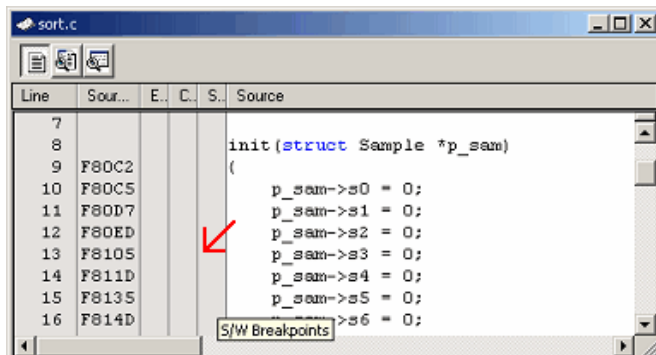 sort.c
Line Sour... E.. C.. S.. Source
7
8 init(struct Sample *p_sam)
9 F80C2 {
10 F80C5 p_sam->s0 = 0;
11 F80D7 p_sam->s1 = 0;
12 F80ED p_sam->s2 = 0;
13 F8105 p_sam->s3 = 0;
14 F811D p_sam->s4 = 0;
15 F8135 p_sam->s5 = 0;
16 F814D p_sam->s6 = 0;
S/W Breakpoints